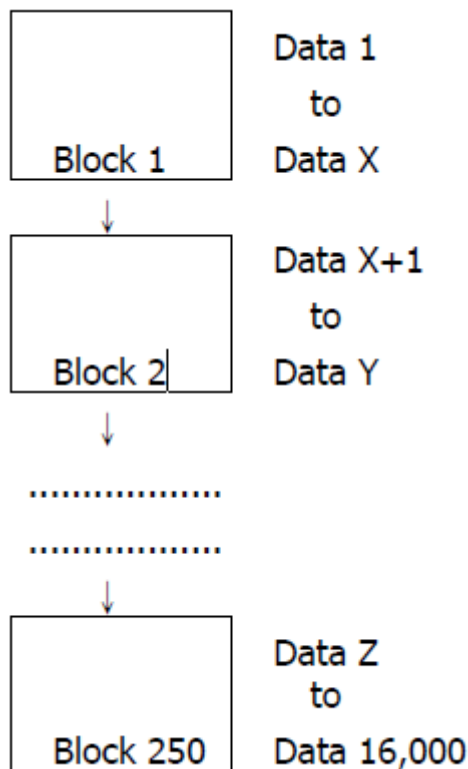 Data 1
to
Block 1 Data X
Data X+1
to
Block 2 Data Y
..................
..................
Data Z
to
Block 250 Data 16,000